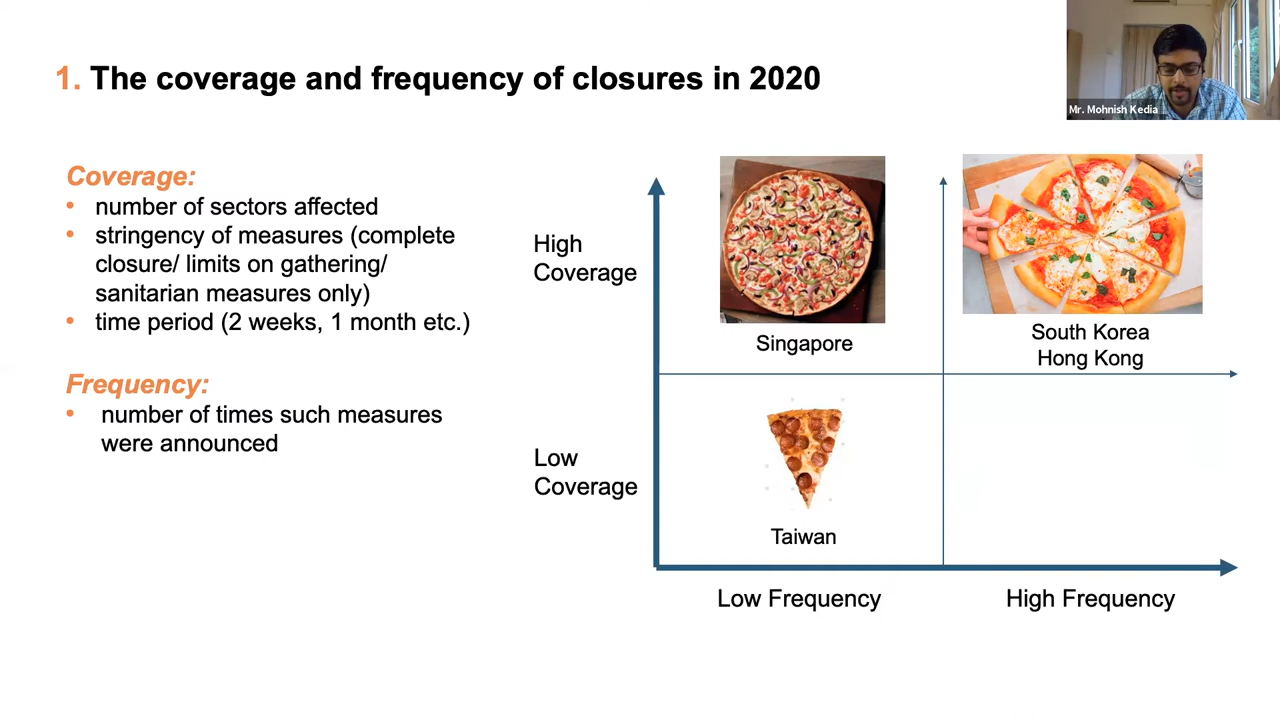 1. The coverage and frequency of closures in 2020
Mr. Mohnish Kedia
Coverage:
• number of sectors affected
• stringency of measures (complete
closure/ limits on gathering/
sanitarian measures only)
• time period (2 weeks, 1 month etc.)
Frequency:
• number of times such measures
were announced
High
Coverage
Singapore
South Korea
Hong Kong
Low
Coverage
Taiwan
Low Frequency
High Frequency